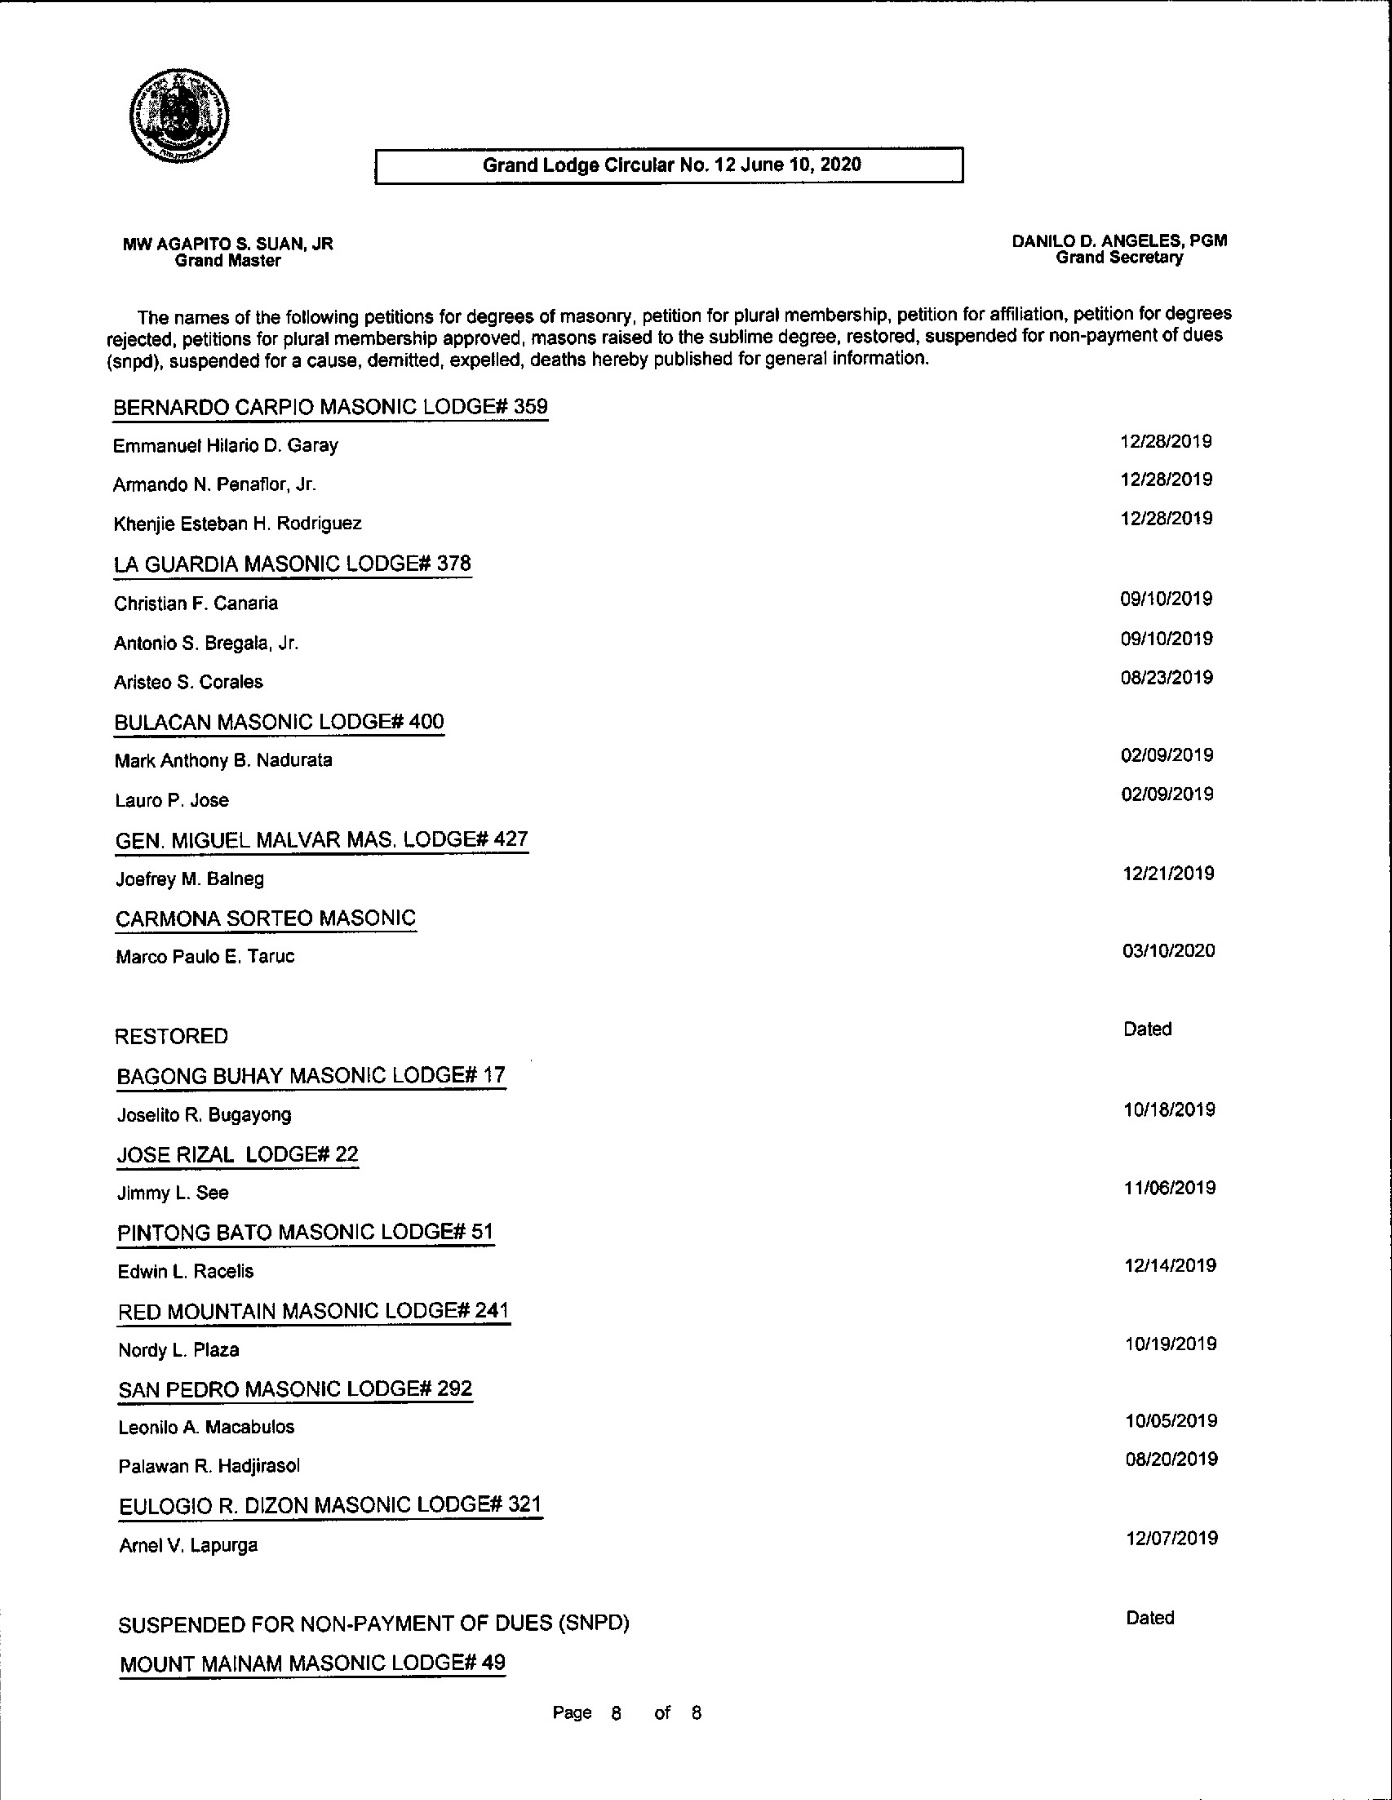 Grand Lodge Circular No. 12 June 10, 2020
MW AGAPITO S. SUAN, JR
Grand Master
DANILO D. ANGELES, PGM
Grand Secretary
The names of the following petitions for degrees of masonry, petition for plural membership, petition for affiliation, petition for degrees
rejected, petitions for plural membership approved, masons raised to the sublime degree, restored, suspended for non-payment of dues
(snpd), suspended for a cause, demitted, expelled, deaths hereby published for general information.
BERNARDO CARPIO MASONIC LODGE# 359
Emmanuel Hilario D. Garay 12/28/2019
Armando N. Penaflor, Jr. 12/28/2019
Khenjie Esteban H. Rodriguez 12/28/2019
LA GUARDIA MASONIC LODGE# 378
Christian F. Canaria 09/10/2019
Antonio S. Bregala, Jr. 09/10/2019
Aristeo S. Corales 08/23/2019
BULACAN MASONIC LODGE# 400
Mark Anthony B. Nadurata 02/09/2019
Lauro P. Jose 02/09/2019
GEN. MIGUEL MALVAR MAS. LODGE# 427
Joefrey M. Balneg 12/21/2019
CARMONA SORTEO MASONIC
Marco Paulo E. Taruc 03/10/2020
RESTORED Dated
BAGONG BUHAY MASONIC LODGE# 17
Joselito R. Bugayong 10/18/2019
JOSE RIZAL LODGE# 22
Jimmy L. See 11/06/2019
PINTONG BATO MASONIC LODGE# 51
Edwin L. Racelis 12/14/2019
RED MOUNTAIN MASONIC LODGE# 241
Nordy L. Plaza 10/19/2019
SAN PEDRO MASONIC LODGE# 292
Leonilo A. Macabulos 10/05/2019
Palawan R. Hadjirasol 08/20/2019
EULOGIO R. DIZON MASONIC LODGE# 321
Arnel V. Lapurga 12/07/2019
SUSPENDED FOR NON-PAYMENT OF DUES (SNPD) Dated
MOUNT MAINAM MASONIC LODGE# 49
Page 8 of 8